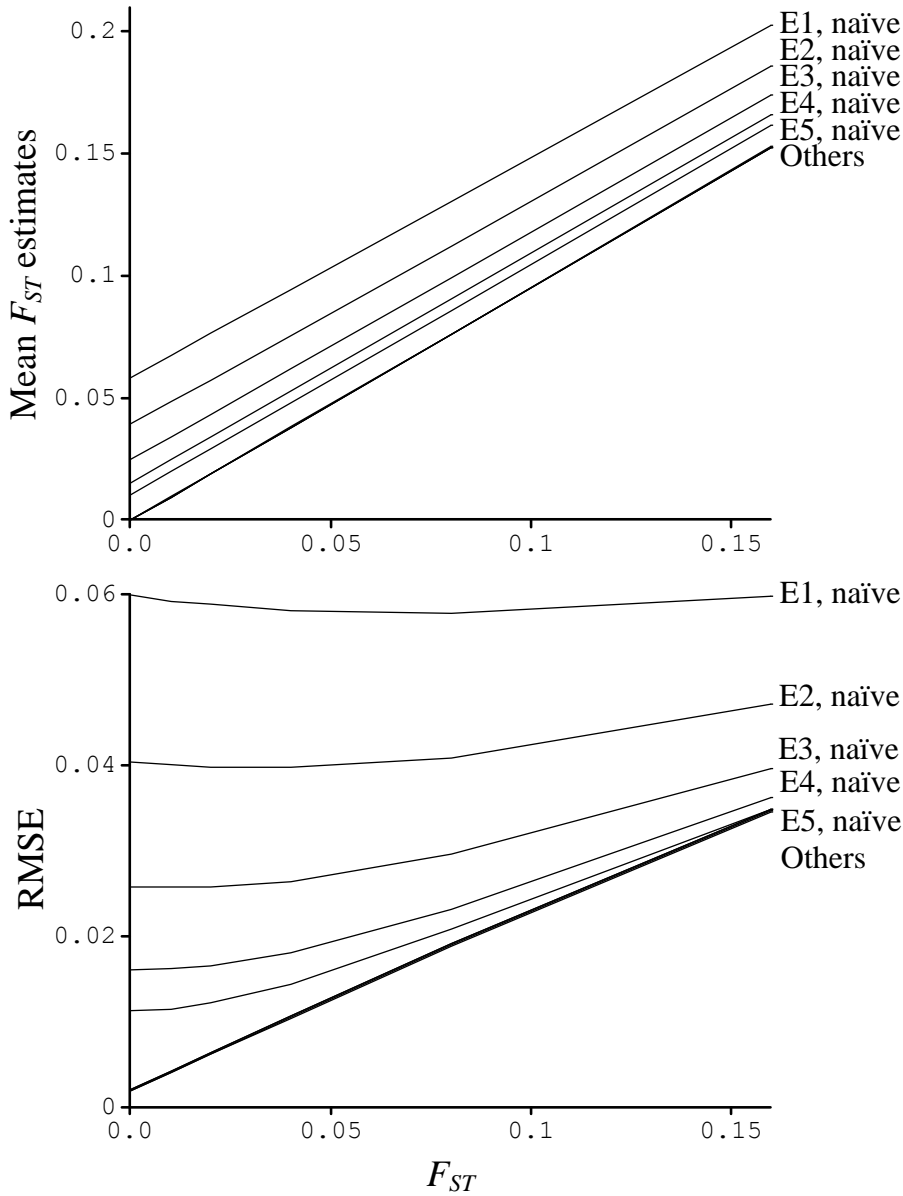 0.2
0.15
0.1
0.05
0
Mean F_ST estimates
E1, naïve
E2, naïve
E3, naïve
E4, naïve
E5, naïve
Others
0.0
0.05
0.1
0.15
0.06
0.04
0.02
0
RMSE
E1, naïve
E2, naïve
E3, naïve
E4, naïve
E5, naïve
Others
0.0
0.05
0.1
0.15
F_ST